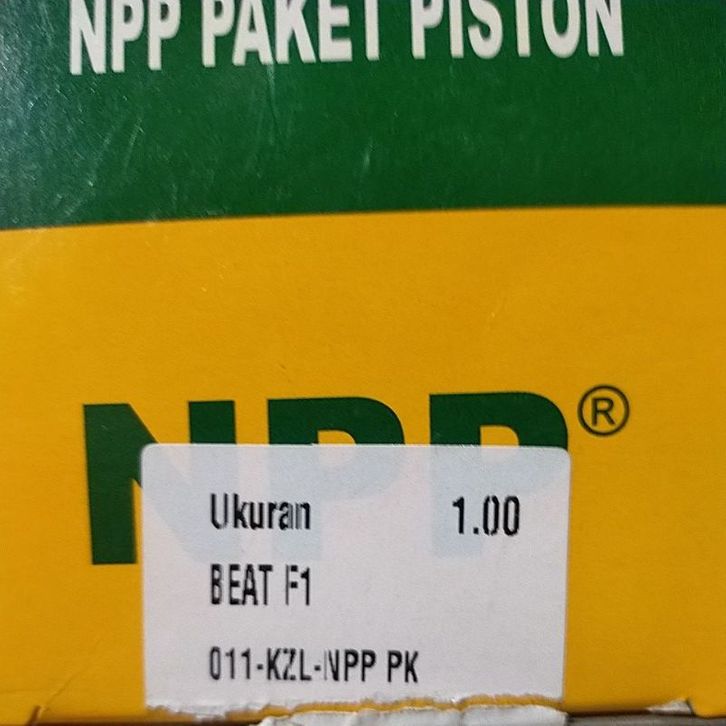 NPP PAKET PISTON
NPP®
Ukuran 1.00
BEAT F1
011-KZL-NPP PK